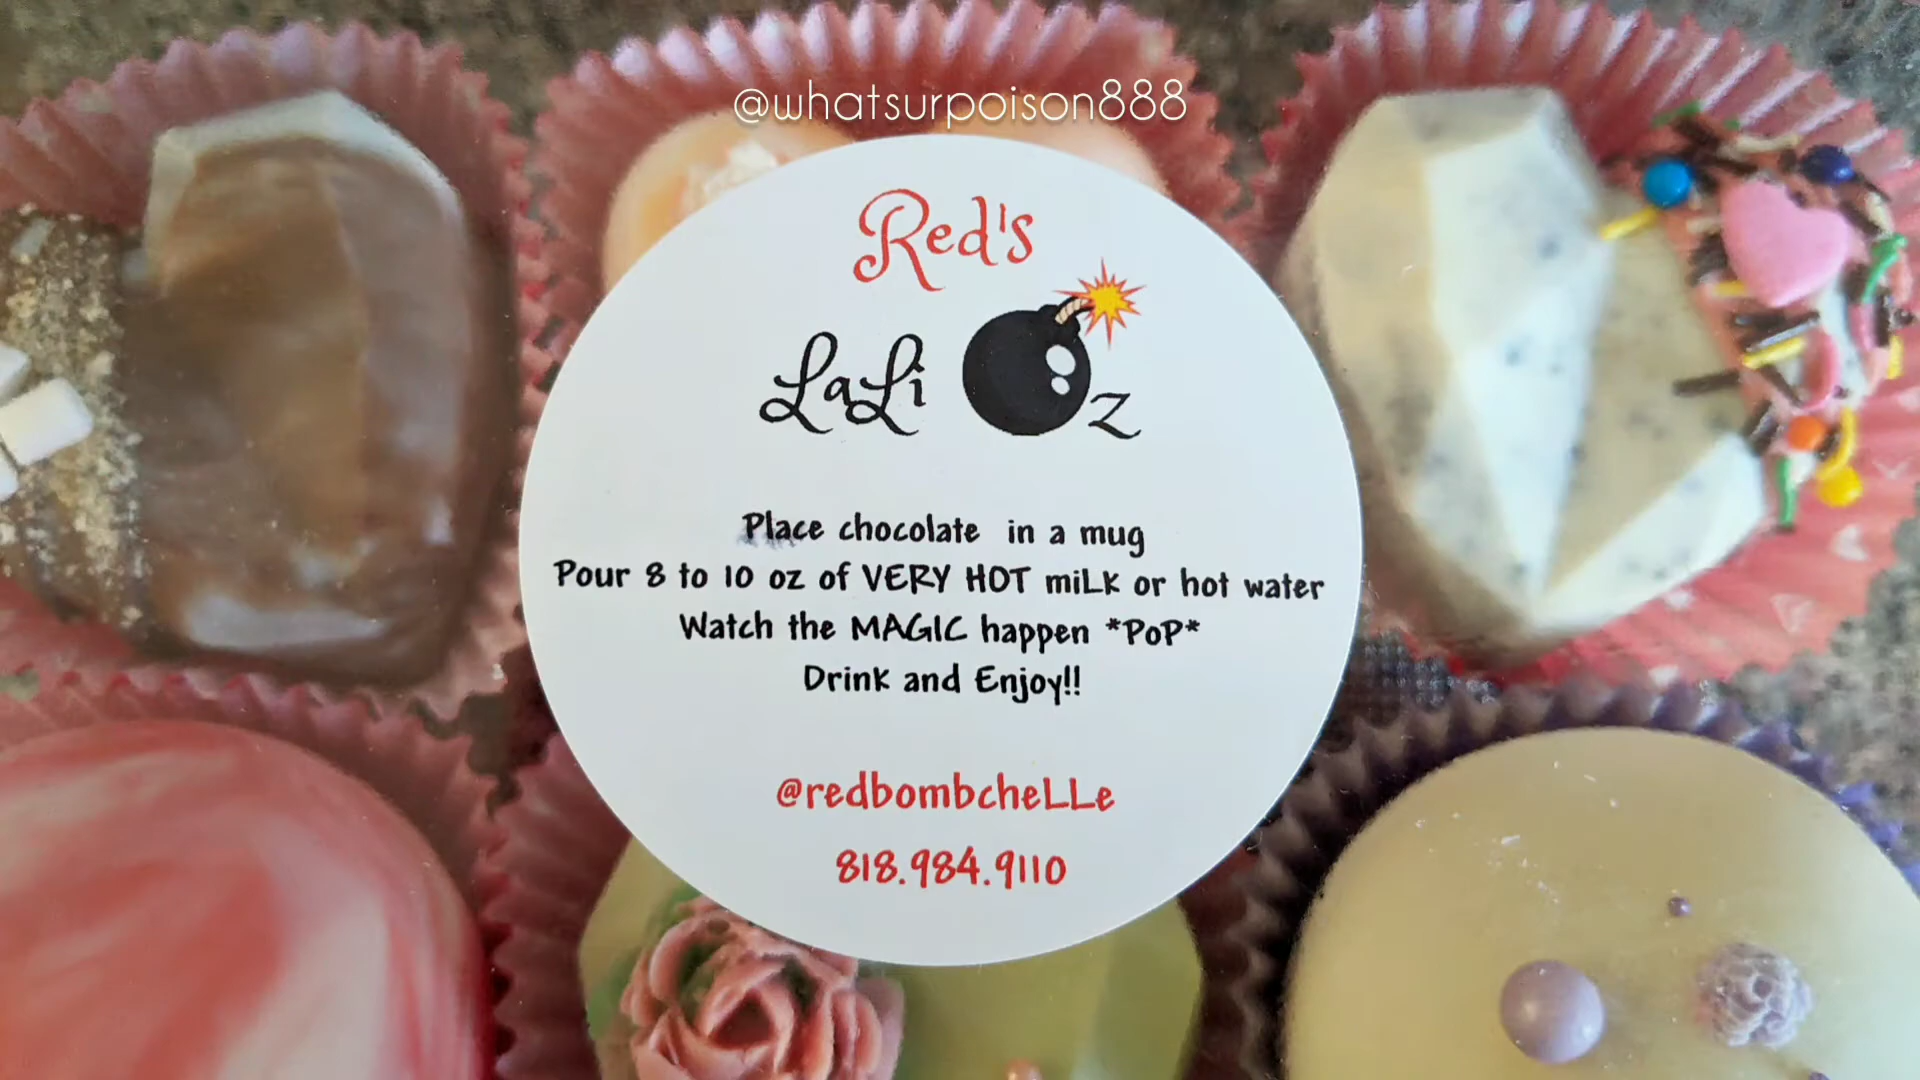 @whatsurpoison888
Red's
LaLi z
Place chocolate in a mug
Pour 8 to 10 oz of VERY HOT miLK or hot water
Watch the MAGIC happen *PoP*
Drink and Enjoy!!
@redbombcheLLe
818.984.9110